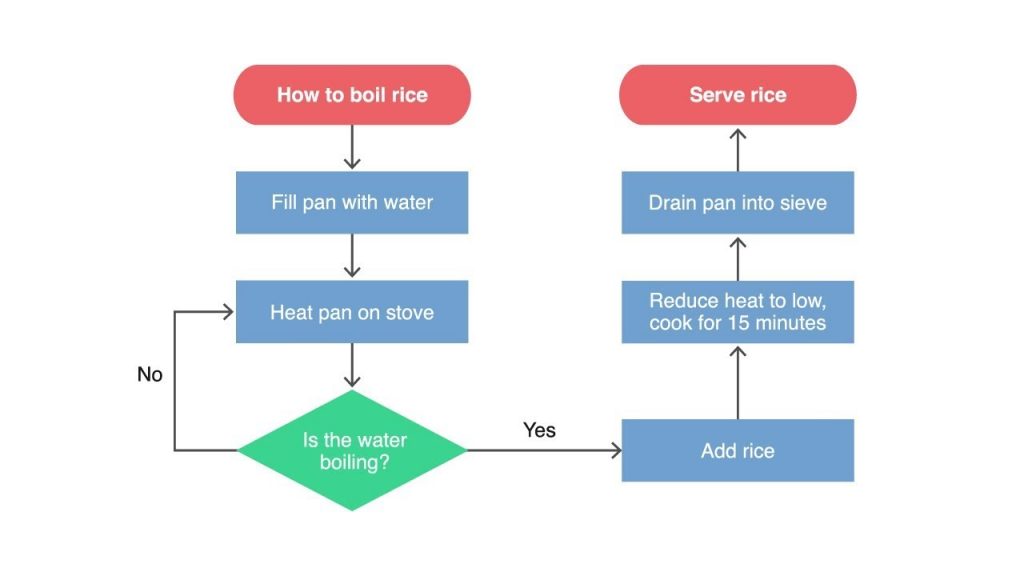 How to boil rice
Fill pan with water
Heat pan on stove
No
Is the water
boiling?
Yes
Add rice
Reduce heat to low,
cook for 15 minutes
Drain pan into sieve
Serve rice